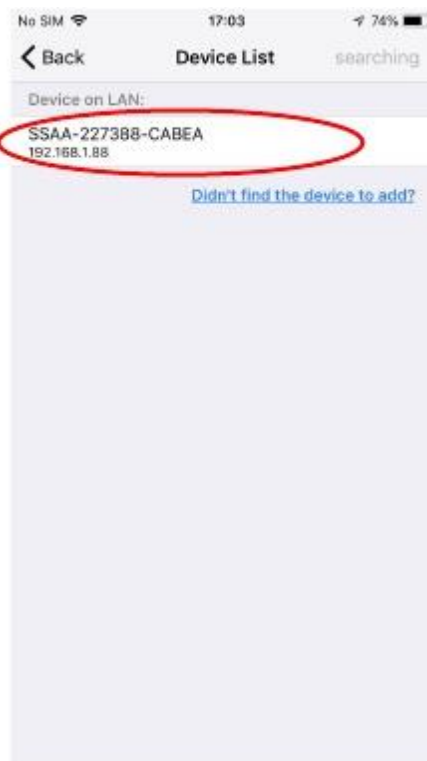 No SIM 17:03 74%
Back Device List searching
Device on LAN:
SSAA-227388-CABEA
192.168.1.88
Didn't find the device to add?